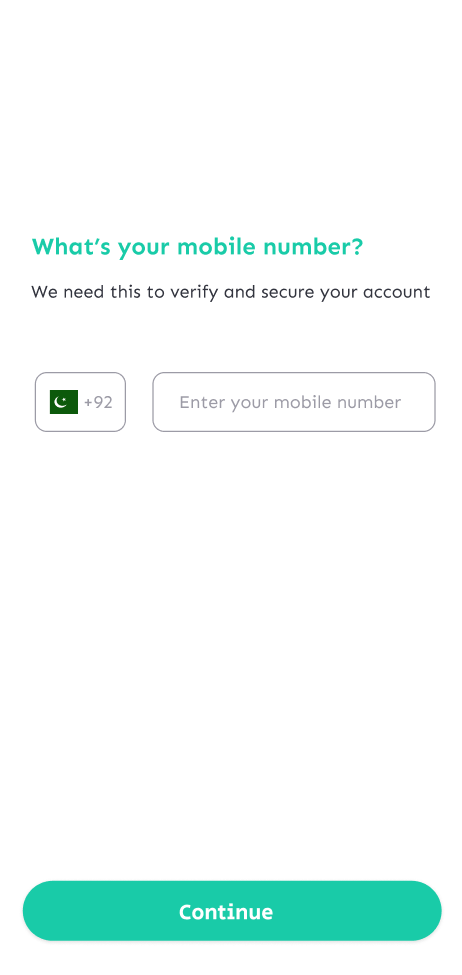 What's your mobile number?
We need this to verify and secure your account
+92
Enter your mobile number
Continue